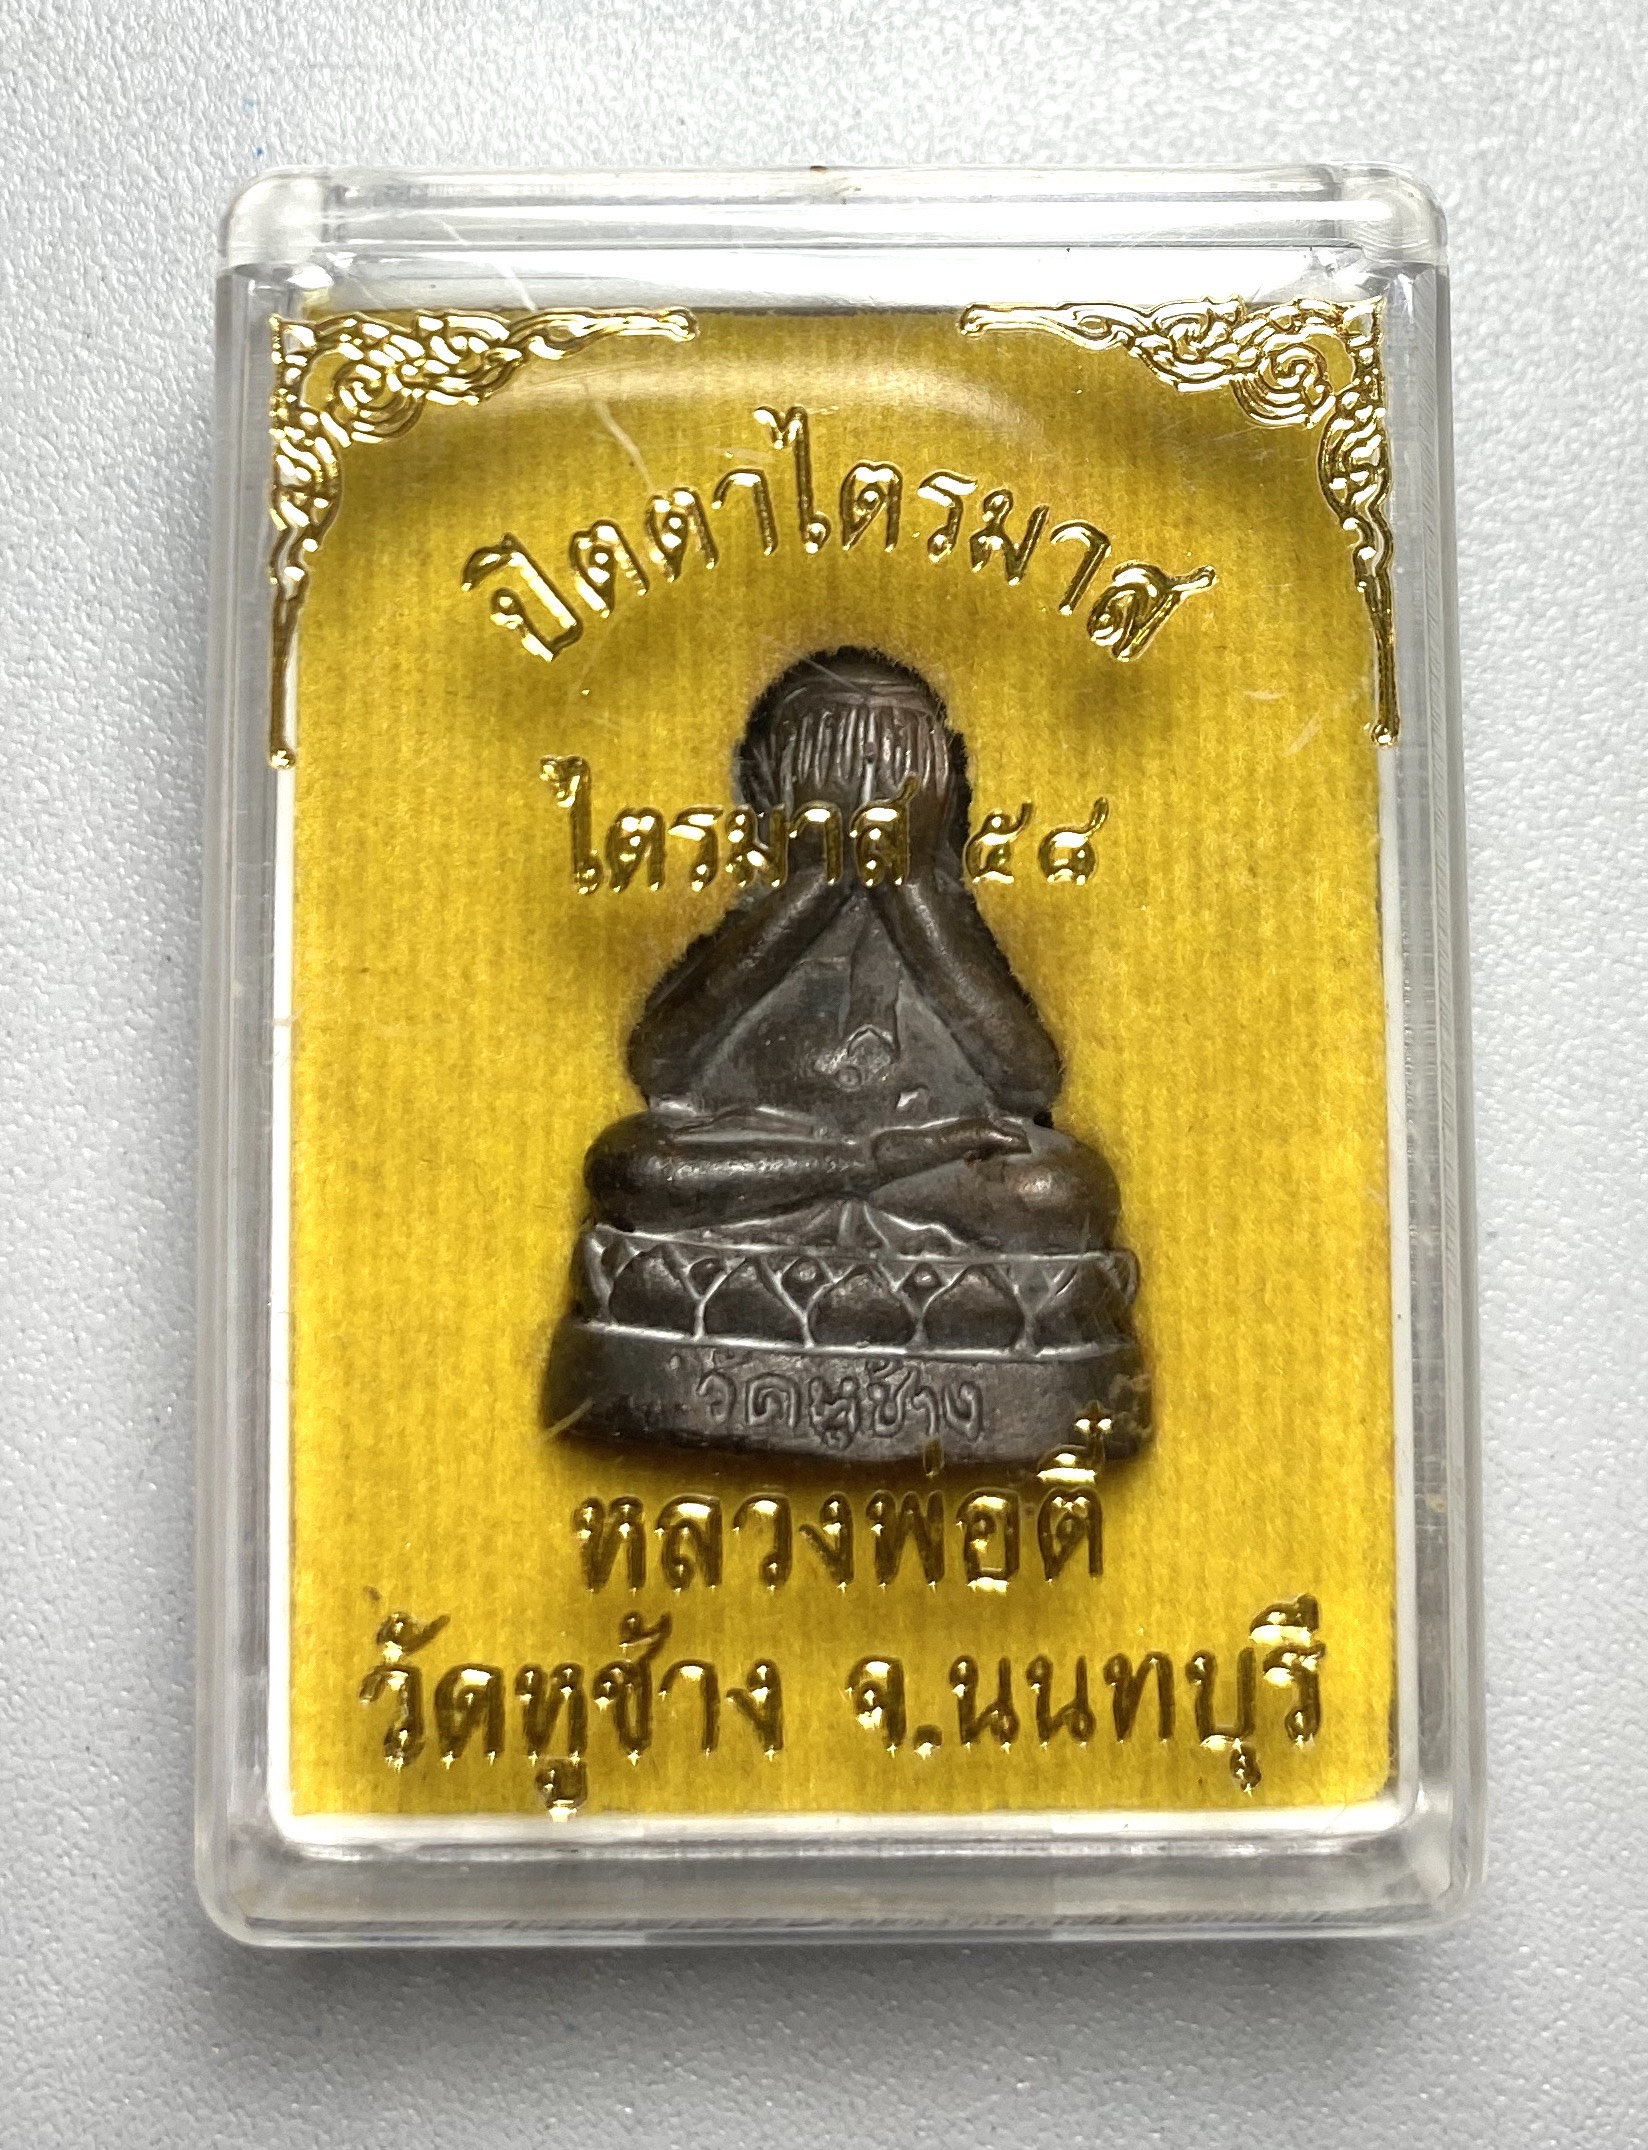 ปิดตาไตรมาส
ไตรมาส ๕๘
วัดหูช้าง
หลวงพ่อตี๋
วัดหูช้าง จ.นนทบุรี